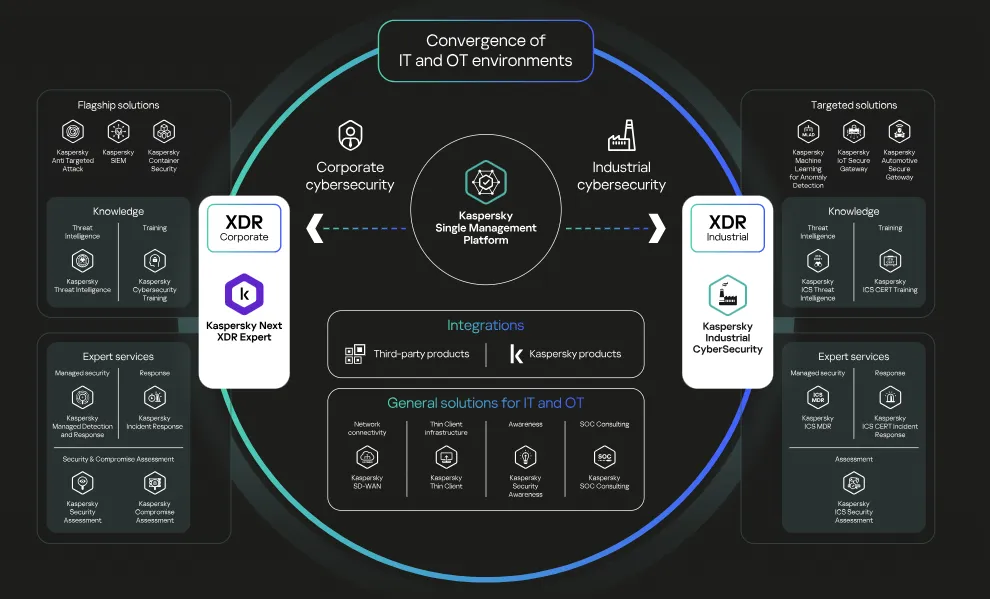 Convergence of
IT and OT environments
Flagship solutions
Kaspersky
Anti Targeted
Attack
Kaspersky
SIEM
Kaspersky
Container
Security
Knowledge
Threat
Intelligence
Kaspersky
Threat Intelligence
Training
Kaspersky
Cybersecurity
Training
Expert services
Managed security
Kaspersky
Managed Detection
and Response
Response
Kaspersky
Incident Response
Security & Compromise Assessment
Kaspersky
Security
Assessment
Kaspersky
Compromise
Assessment
XDR
Corporate
k
Kaspersky Next
XDR Expert
Corporate
cybersecurity
Kaspersky
Single Management
Platform
Industrial
cybersecurity
Integrations
Third-party products
k
Kaspersky products
General solutions for IT and OT
Network
connectivity
Kaspersky
SD-WAN
Thin Client
infrastructure
Kaspersky
Thin Client
Awareness
Kaspersky
Security
Awareness
SOC Consulting
SOC
Kaspersky
SOC Consulting
XDR
Industrial
Kaspersky
Industrial
CyberSecurity
Targeted solutions
MLAD
Kaspersky
Machine
Learning
for Anomaly
Detection
Kaspersky
IoT Secure
Gateway
Kaspersky
Automotive
Secure
Gateway
Knowledge
Threat
Intelligence
Kaspersky
ICS Threat
Intelligence
Training
Kaspersky
ICS CERT Training
Expert services
Managed security
ICS
MDR
Kaspersky
ICS MDR
Response
Kaspersky
ICS CERT Incident
Response
Assessment
Kaspersky
ICS Security
Assessment